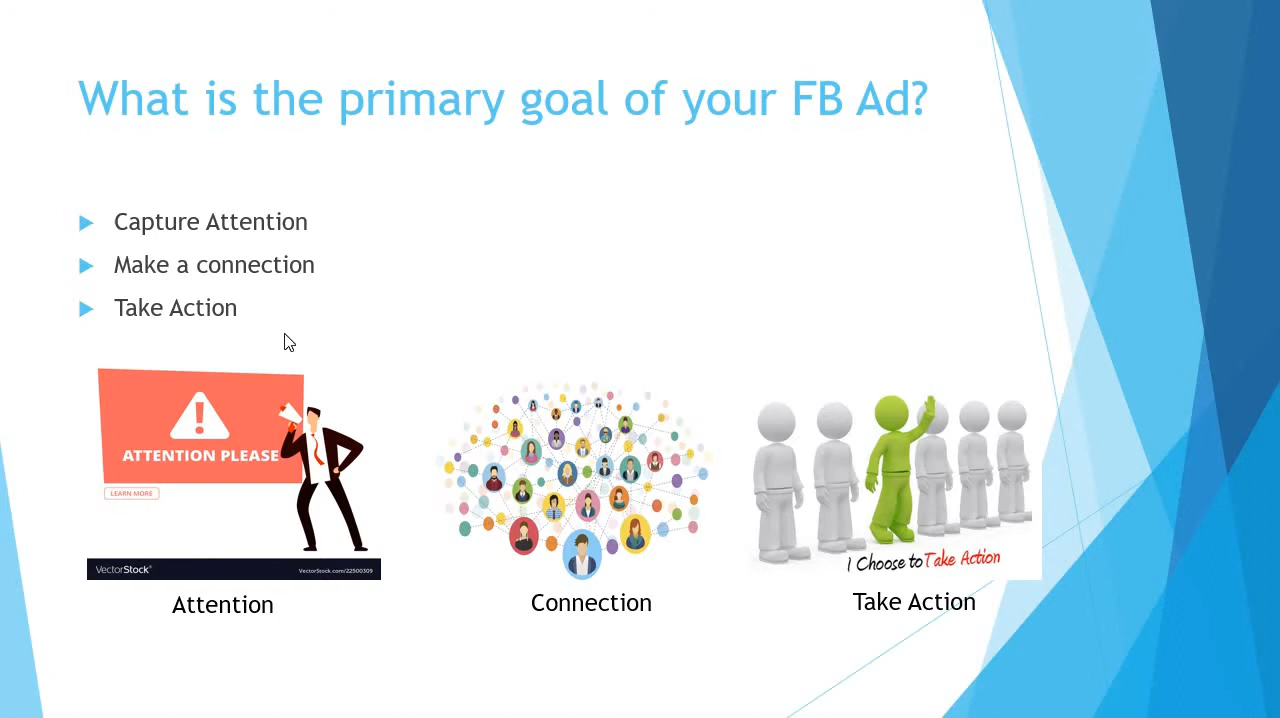 What is the primary goal of your FB Ad?
Capture Attention
Make a connection
Take Action
ATTENTION PLEASE
LEARN MORE
VectorStock®
VectorStock.com/22500309
I Choose to Take Action
Attention
Connection
Take Action